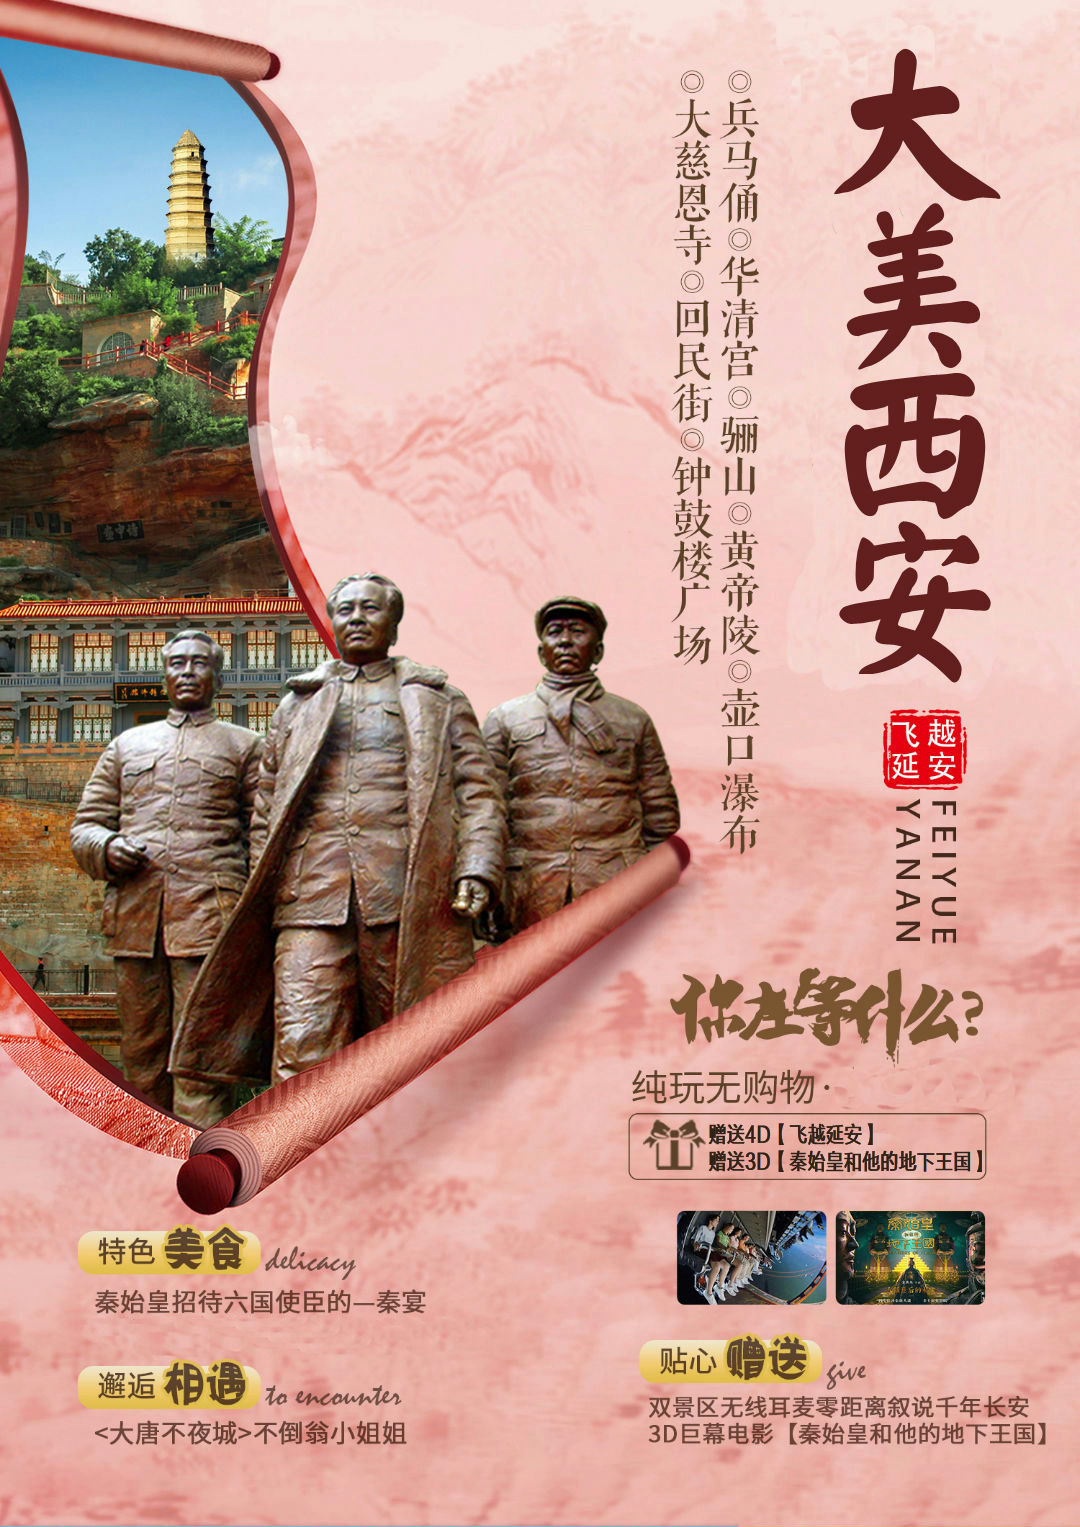 大美西安
飞越
延安
FEIYUE
YANAN
◎兵马俑◎华清宫◎骊山◎黄帝陵◎壶口瀑布
◎大慈恩寺◎回民街◎钟鼓楼广场
你在等什么?
纯玩无购物·
赠送4D【飞越延安】
赠送3D【秦始皇和他的地下王国】
秦始皇
地下王國
特色美食 delicacy
秦始皇招待六国使臣的—秦宴
邂逅相遇 to encounter
<大唐不夜城>不倒翁小姐姐
贴心赠送 give
双景区无线耳麦零距离叙说千年长安
3D巨幕电影【秦始皇和他的地下王国】